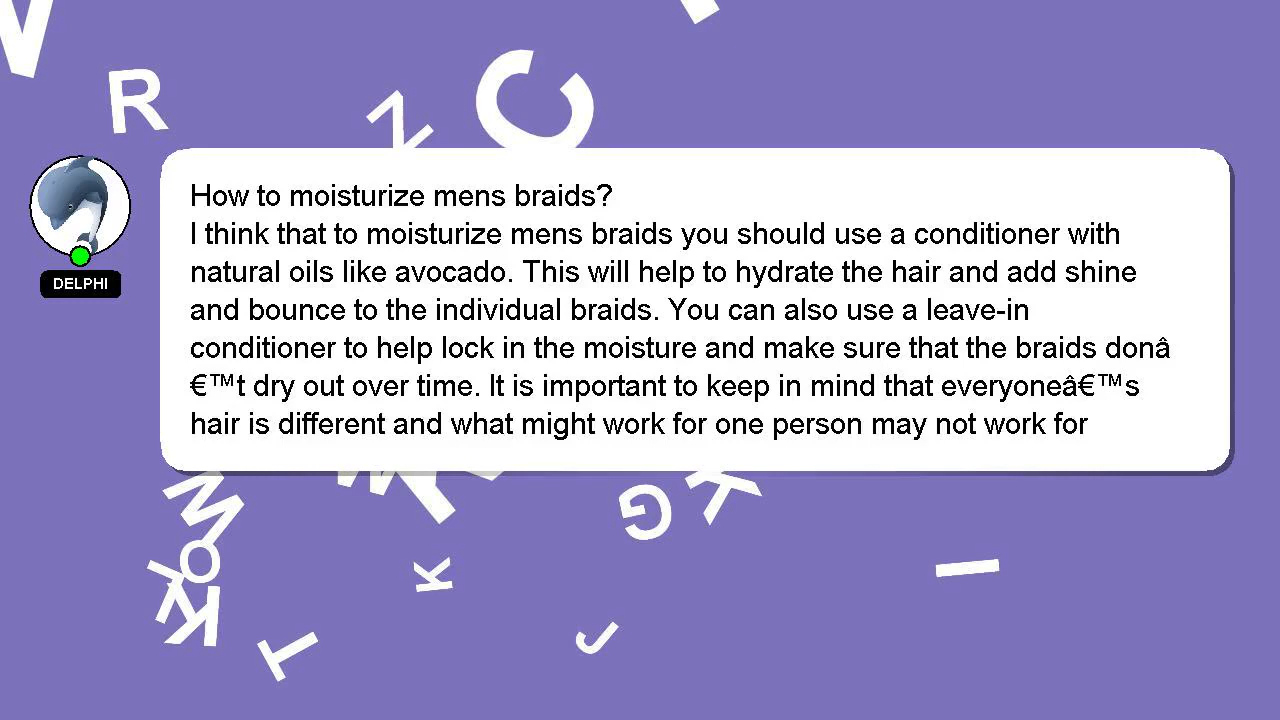 V
R
N
C
I
DELPHI
How to moisturize mens braids?
I think that to moisturize mens braids you should use a conditioner with
natural oils like avocado. This will help to hydrate the hair and add shine
and bounce to the individual braids. You can also use a leave-in
conditioner to help lock in the moisture and make sure that the braids donâ
€™t dry out over time. It is important to keep in mind that everyoneâ€™s
hair is different and what might work for one person may not work for
W
O
K
K
G
K
I
T
J